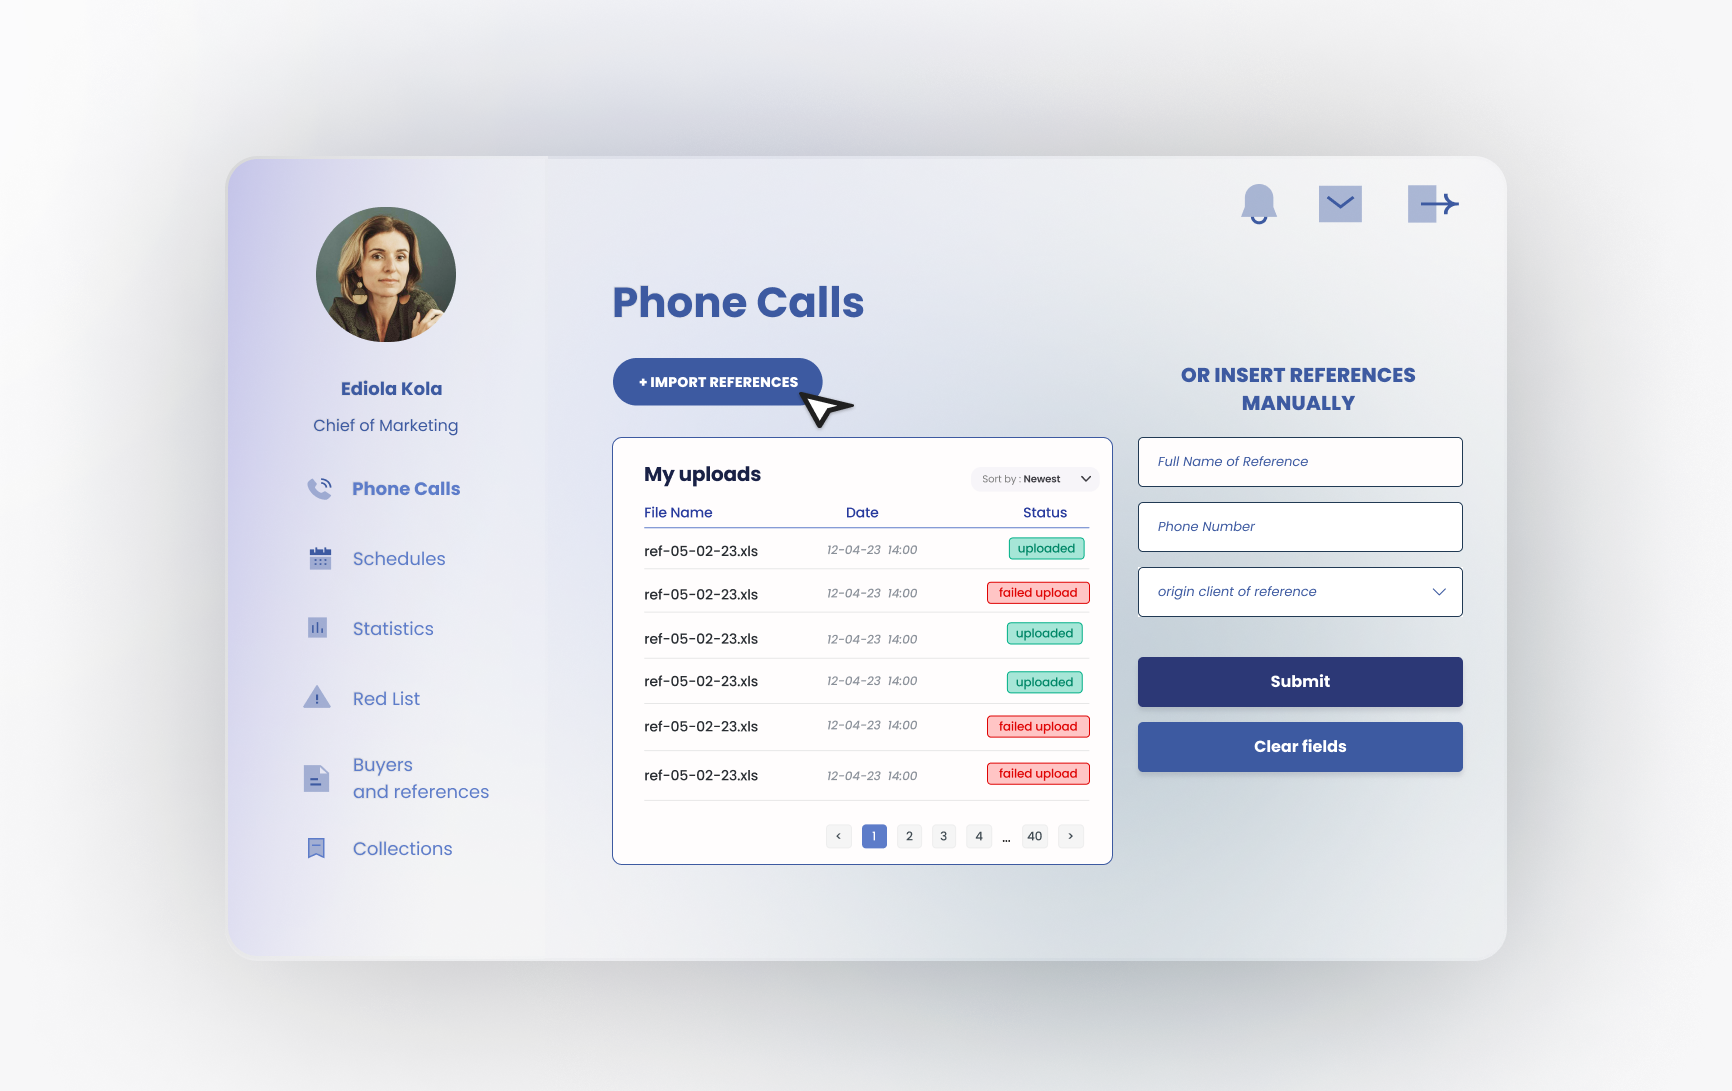 Ediola Kola
Chief of Marketing
Phone Calls
Schedules
Statistics
Red List
Buyers
and references
Collections
Phone Calls
+ IMPORT REFERENCES
My uploads
Sort by : Newest
File Name Date Status
ref-05-02-23.xls 12-04-23 14:00 uploaded
ref-05-02-23.xls 12-04-23 14:00 failed upload
ref-05-02-23.xls 12-04-23 14:00 uploaded
ref-05-02-23.xls 12-04-23 14:00 uploaded
ref-05-02-23.xls 12-04-23 14:00 failed upload
ref-05-02-23.xls 12-04-23 14:00 failed upload
< 1 2 3 4 ... 40 >
OR INSERT REFERENCES
MANUALLY
Full Name of Reference
Phone Number
origin client of reference
Submit
Clear fields